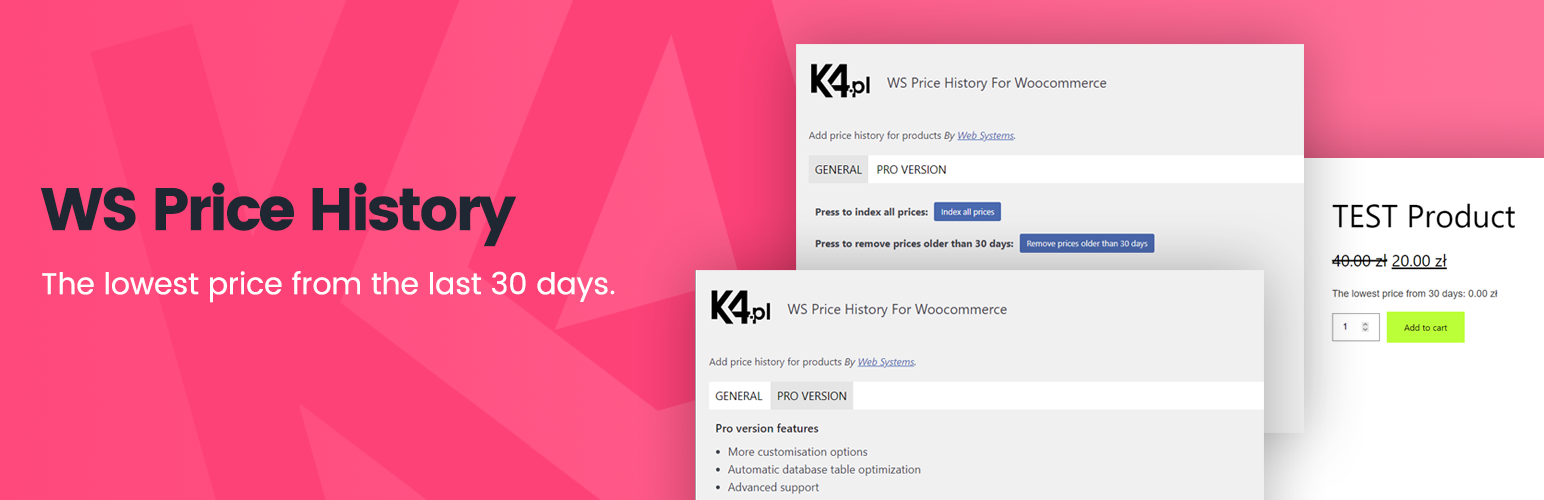 WS Price History
The lowest price from the last 30 days.
K4.pl
WS Price History For Woocommerce
Add price history for products By Web Systems.
GENERAL PRO VERSION
Press to index all prices: Index all prices
Press to remove prices older than 30 days: Remove prices older than 30 days
K4.pl
WS Price History For Woocommerce
Add price history for products By Web Systems.
GENERAL PRO VERSION
Pro version features
• More customisation options
• Automatic database table optimization
• Advanced support
TEST Product
40.00 zł 20.00 zł
The lowest price from 30 days: 0.00 zł
1 Add to cart